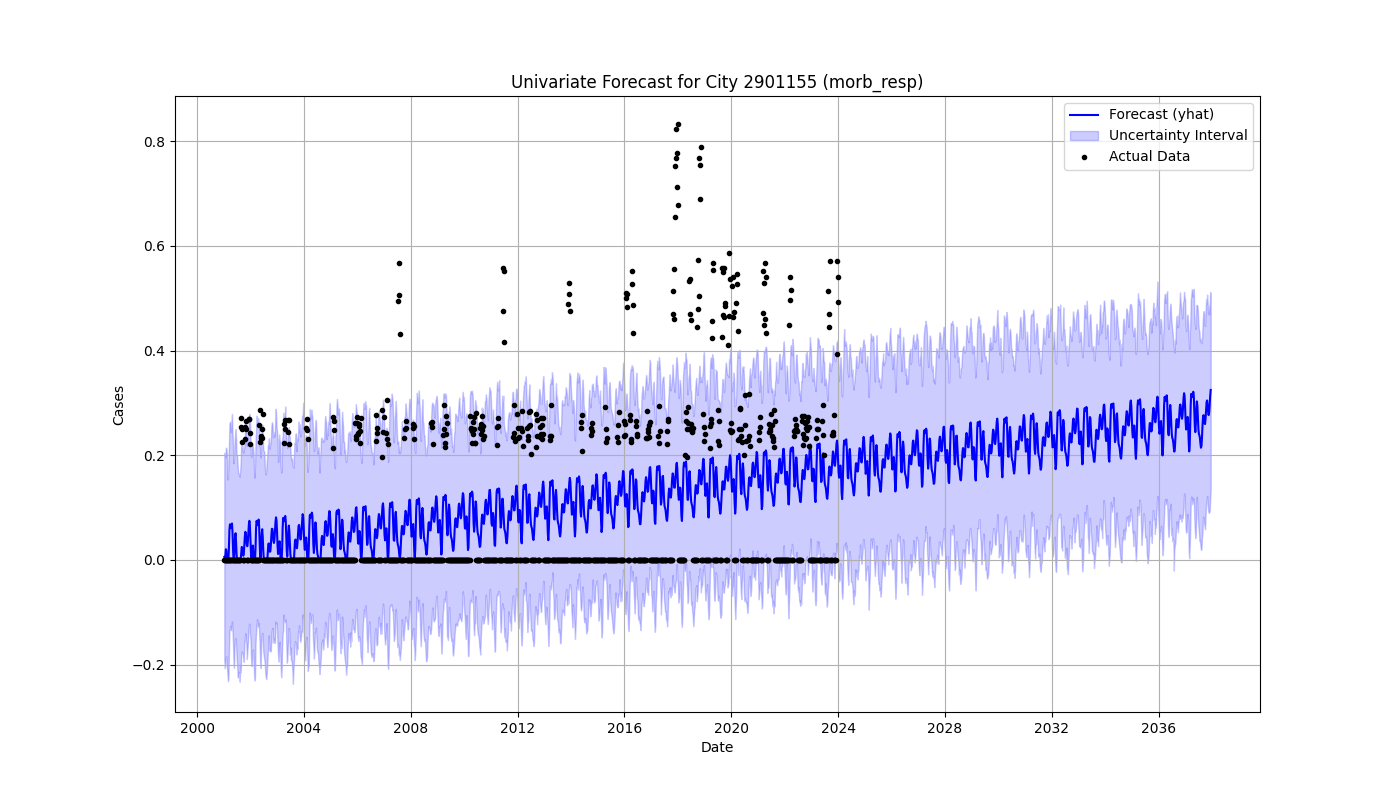 Univariate Forecast for City 2901155 (morb_resp)
Forecast (yhat)
Uncertainty Interval
Actual Data
Cases
0.8
0.6
0.4
0.2
0.0
−0.2
2000 2004 2008 2012 2016 2020 2024 2028 2032 2036
Date